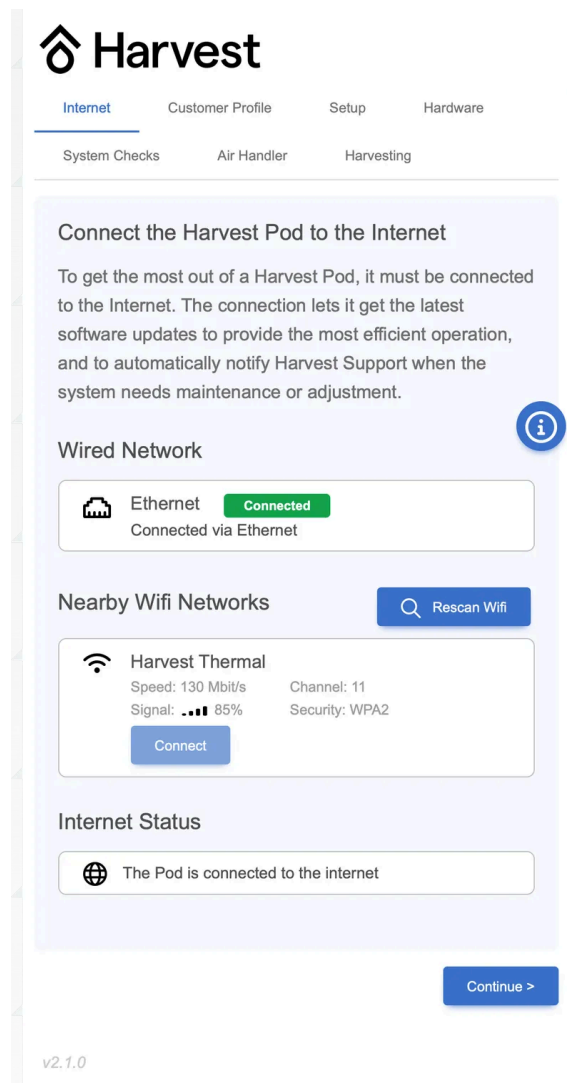 Harvest
Internet Customer Profile Setup Hardware
System Checks Air Handler Harvesting
Connect the Harvest Pod to the Internet
To get the most out of a Harvest Pod, it must be connected
to the Internet. The connection lets it get the latest
software updates to provide the most efficient operation,
and to automatically notify Harvest Support when the
system needs maintenance or adjustment.
i
Wired Network
Ethernet Connected
Connected via Ethernet
Nearby Wifi Networks Rescan Wifi
Harvest Thermal
Speed: 130 Mbit/s Channel: 11
Signal: 85% Security: WPA2
Connect
Internet Status
The Pod is connected to the internet
Continue >
v2.1.0